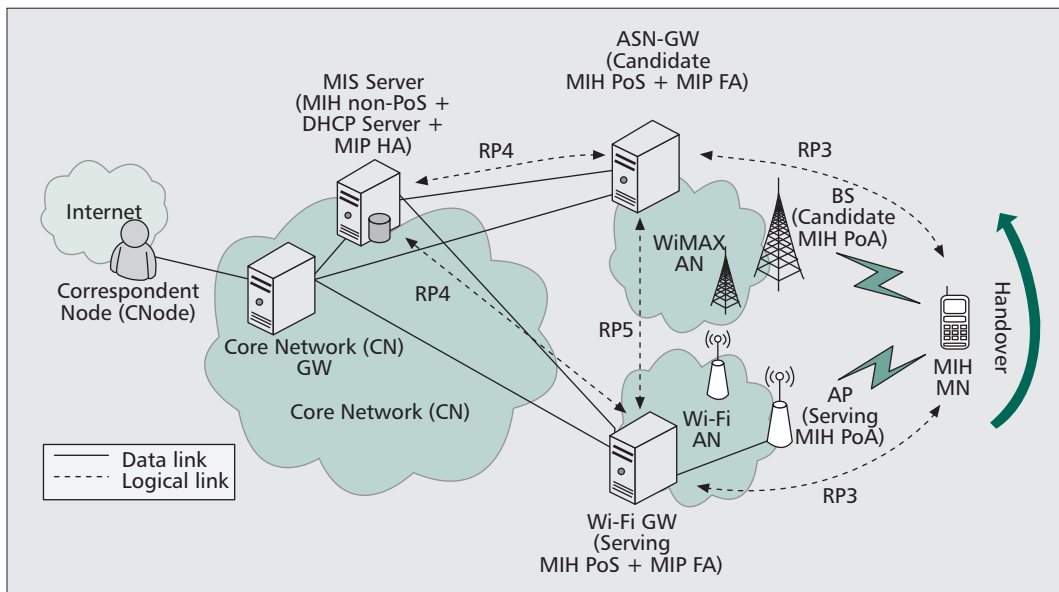 ASN-GW
(Candidate
MIH PoS + MIP FA)
MIS Server
(MIH non-PoS +
DHCP Server +
MIP HA)
RP4
RP3
Internet
BS
(Candidate
MIH PoA)
WiMAX
AN
Correspondent
Node (CNode)
RP4
RP5
Handover
Core Network (CN)
GW
MIH
MN
Core Network (CN)
Wi-Fi
AN
AP
(Serving
MIH PoA)
Data link
Logical link
RP3
Wi-Fi GW
(Serving
MIH PoS + MIP FA)